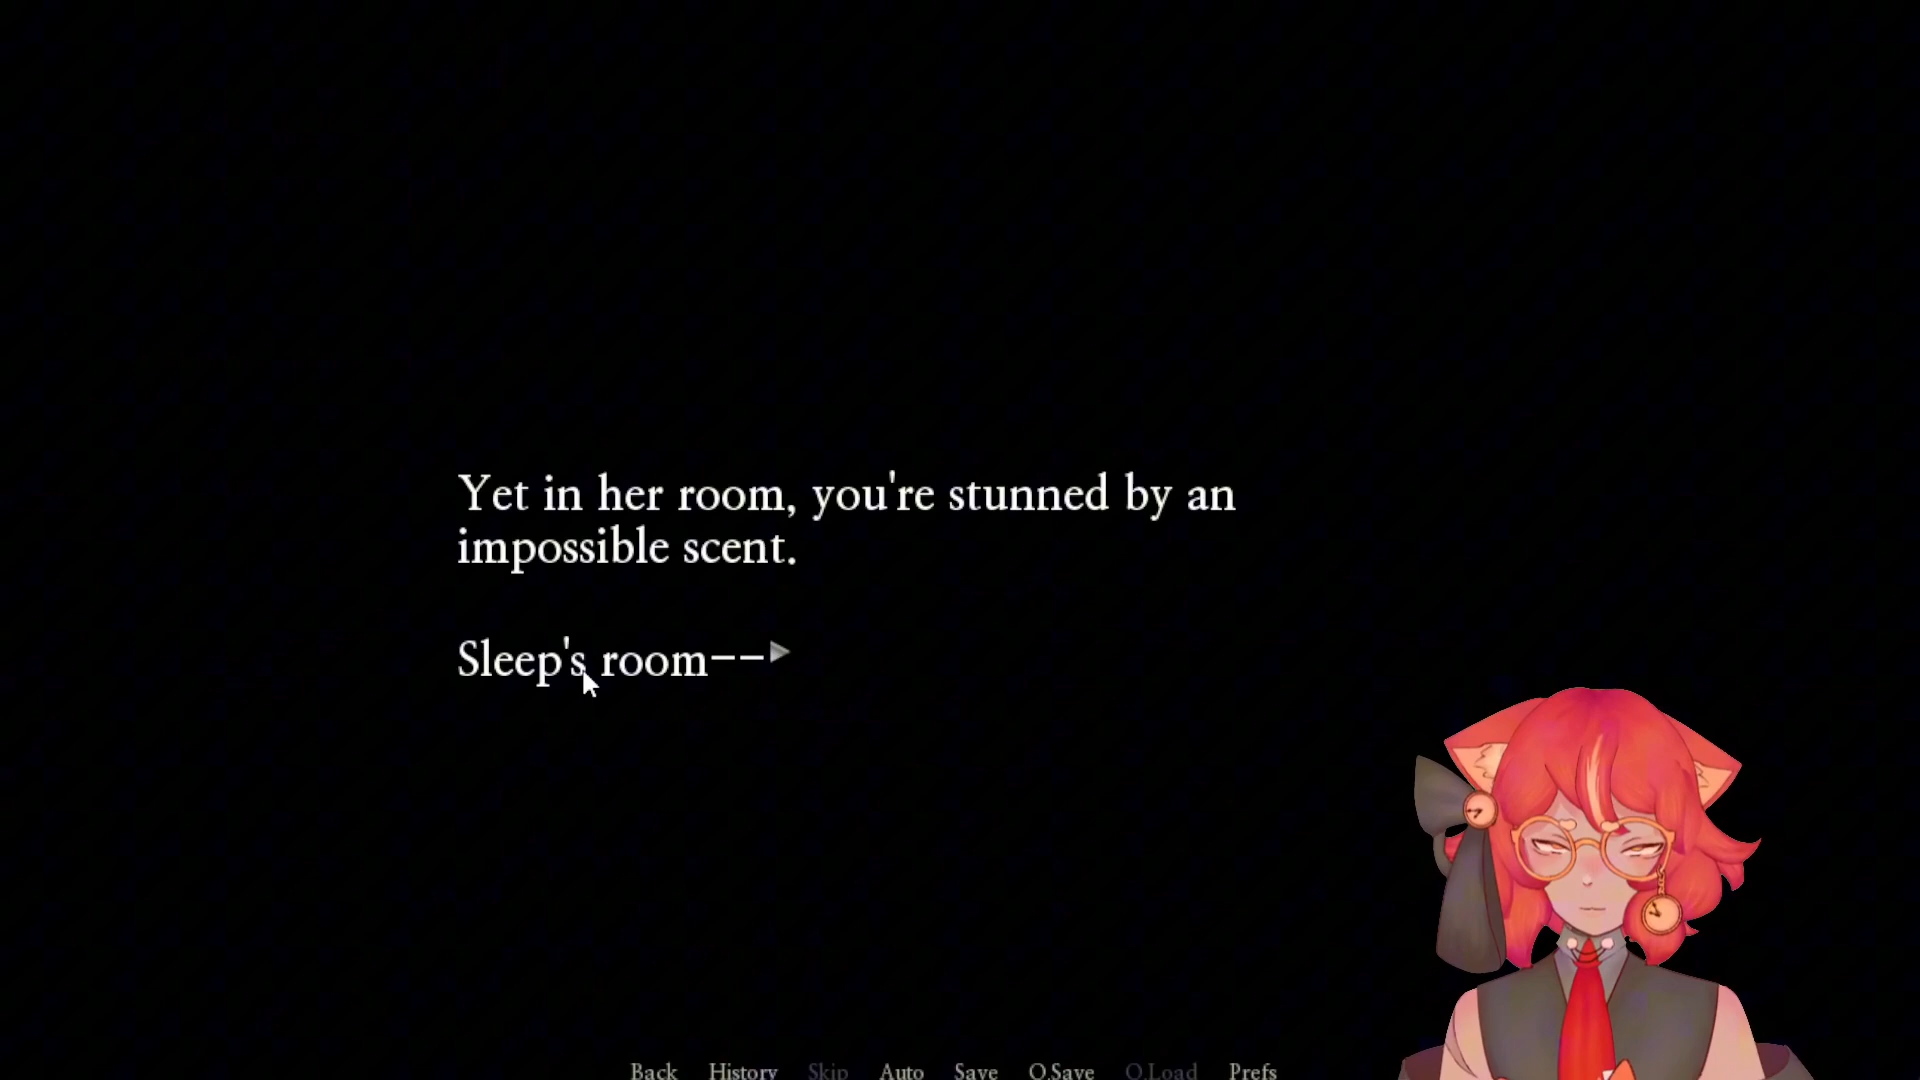 Yet in her room, you're stunned by an
impossible scent.
Sleep's room--
Back History Skip Auto Save Q.Save Q.Load Prefs